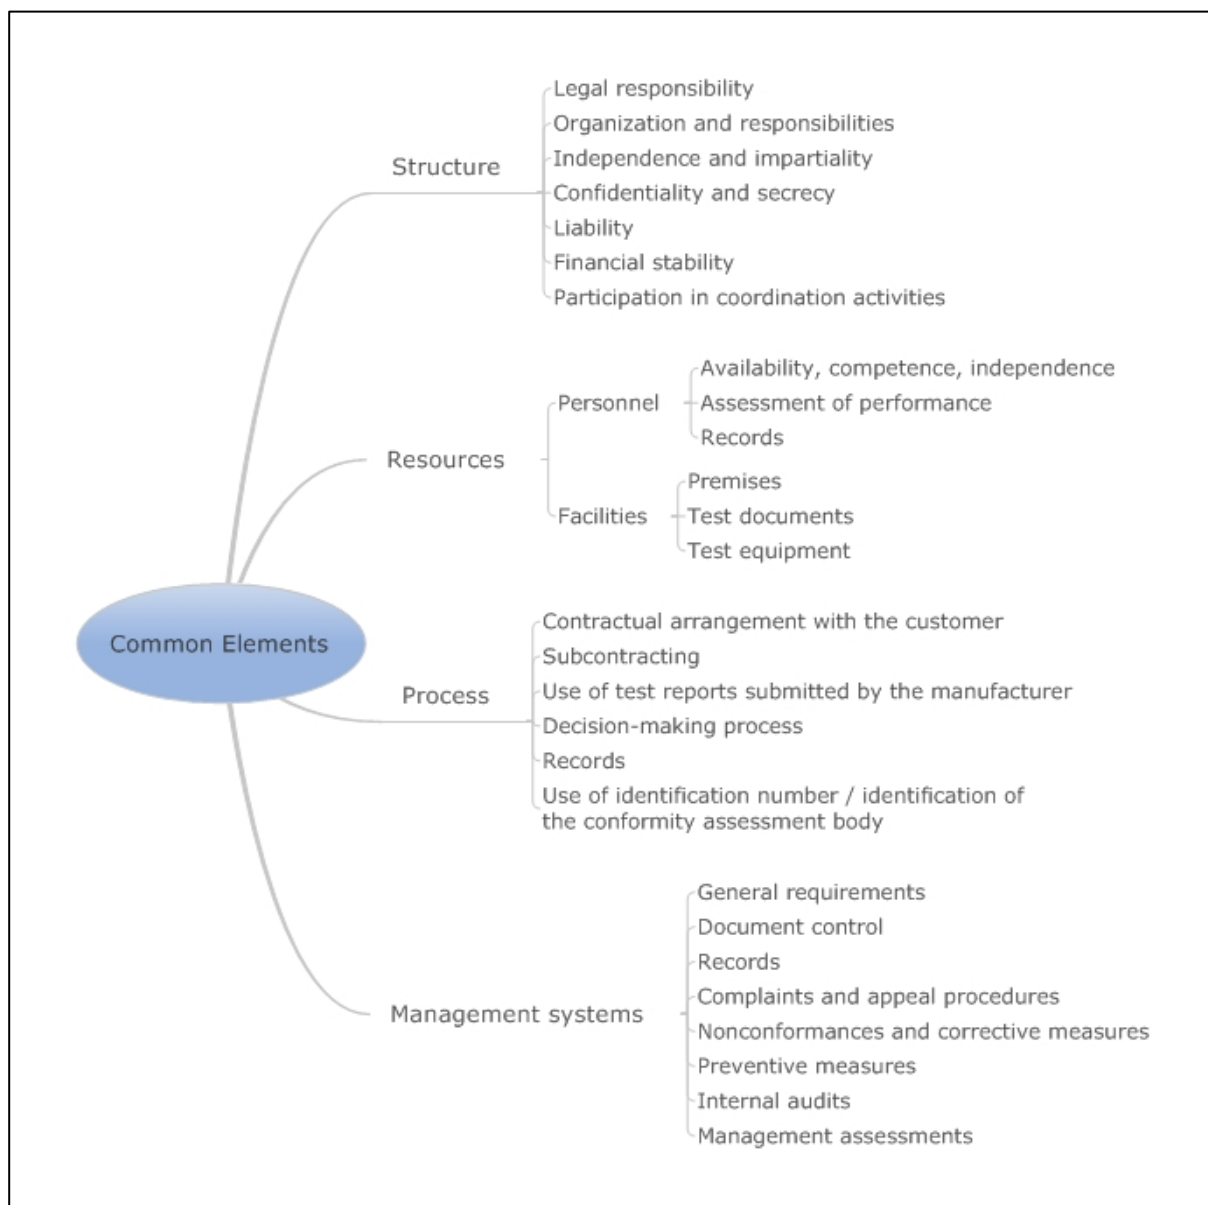 Common Elements
Structure
Legal responsibility
Organization and responsibilities
Independence and impartiality
Confidentiality and secrecy
Liability
Financial stability
Participation in coordination activities
Resources
Personnel
Availability, competence, independence
Assessment of performance
Records
Facilities
Premises
Test documents
Test equipment
Process
Contractual arrangement with the customer
Subcontracting
Use of test reports submitted by the manufacturer
Decision-making process
Records
Use of identification number / identification of
the conformity assessment body
Management systems
General requirements
Document control
Records
Complaints and appeal procedures
Nonconformances and corrective measures
Preventive measures
Internal audits
Management assessments